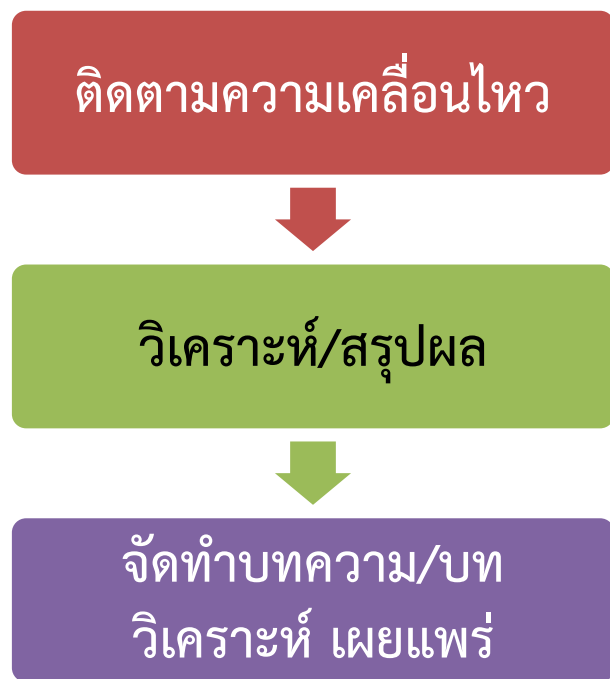 ติดตามความเคลื่อนไหว
วิเคราะห์/สรุปผล
จัดทำบทความ/บท
วิเคราะห์ เผยแพร่